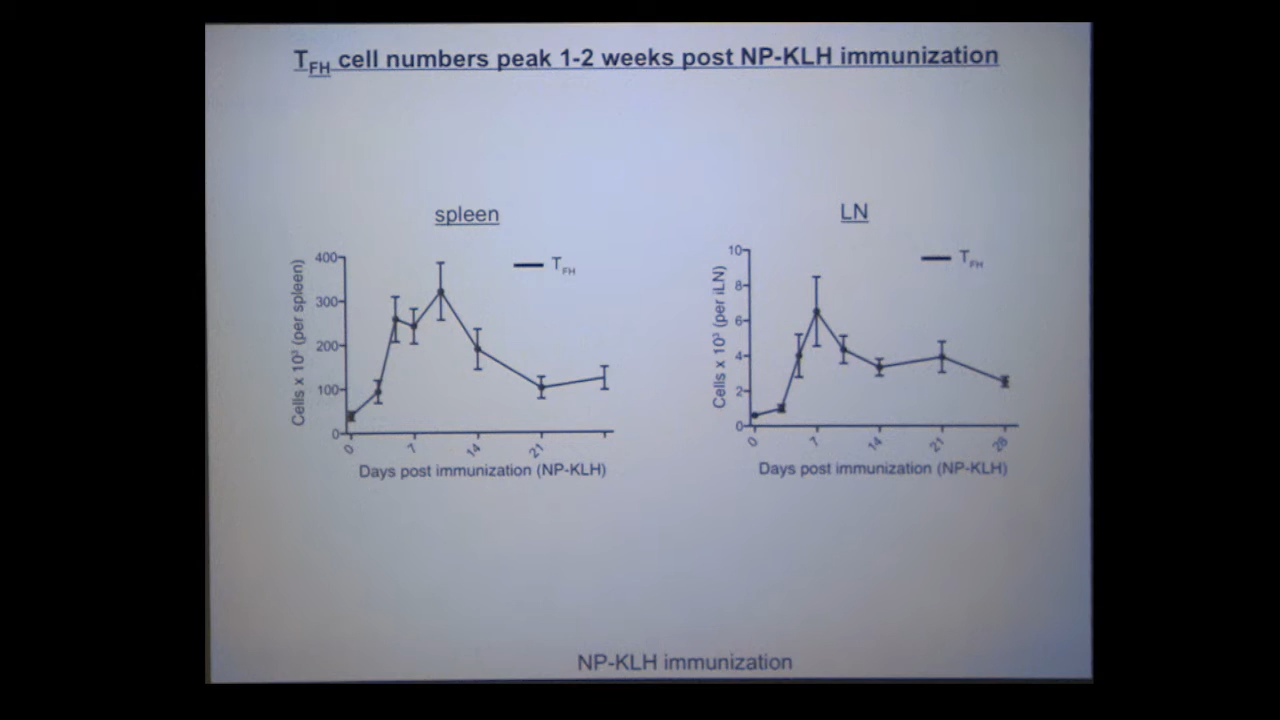 TFH cell numbers peak 1-2 weeks post NP-KLH immunization
spleen
LN
TFH
TFH
Cells x 10³ (per spleen)
400
300
200
100
0
0
7
14
21
Days post immunization (NP-KLH)
Cells x 10³ (per iLN)
10
8
6
4
2
0
0
7
14
21
28
Days post immunization (NP-KLH)
NP-KLH immunization